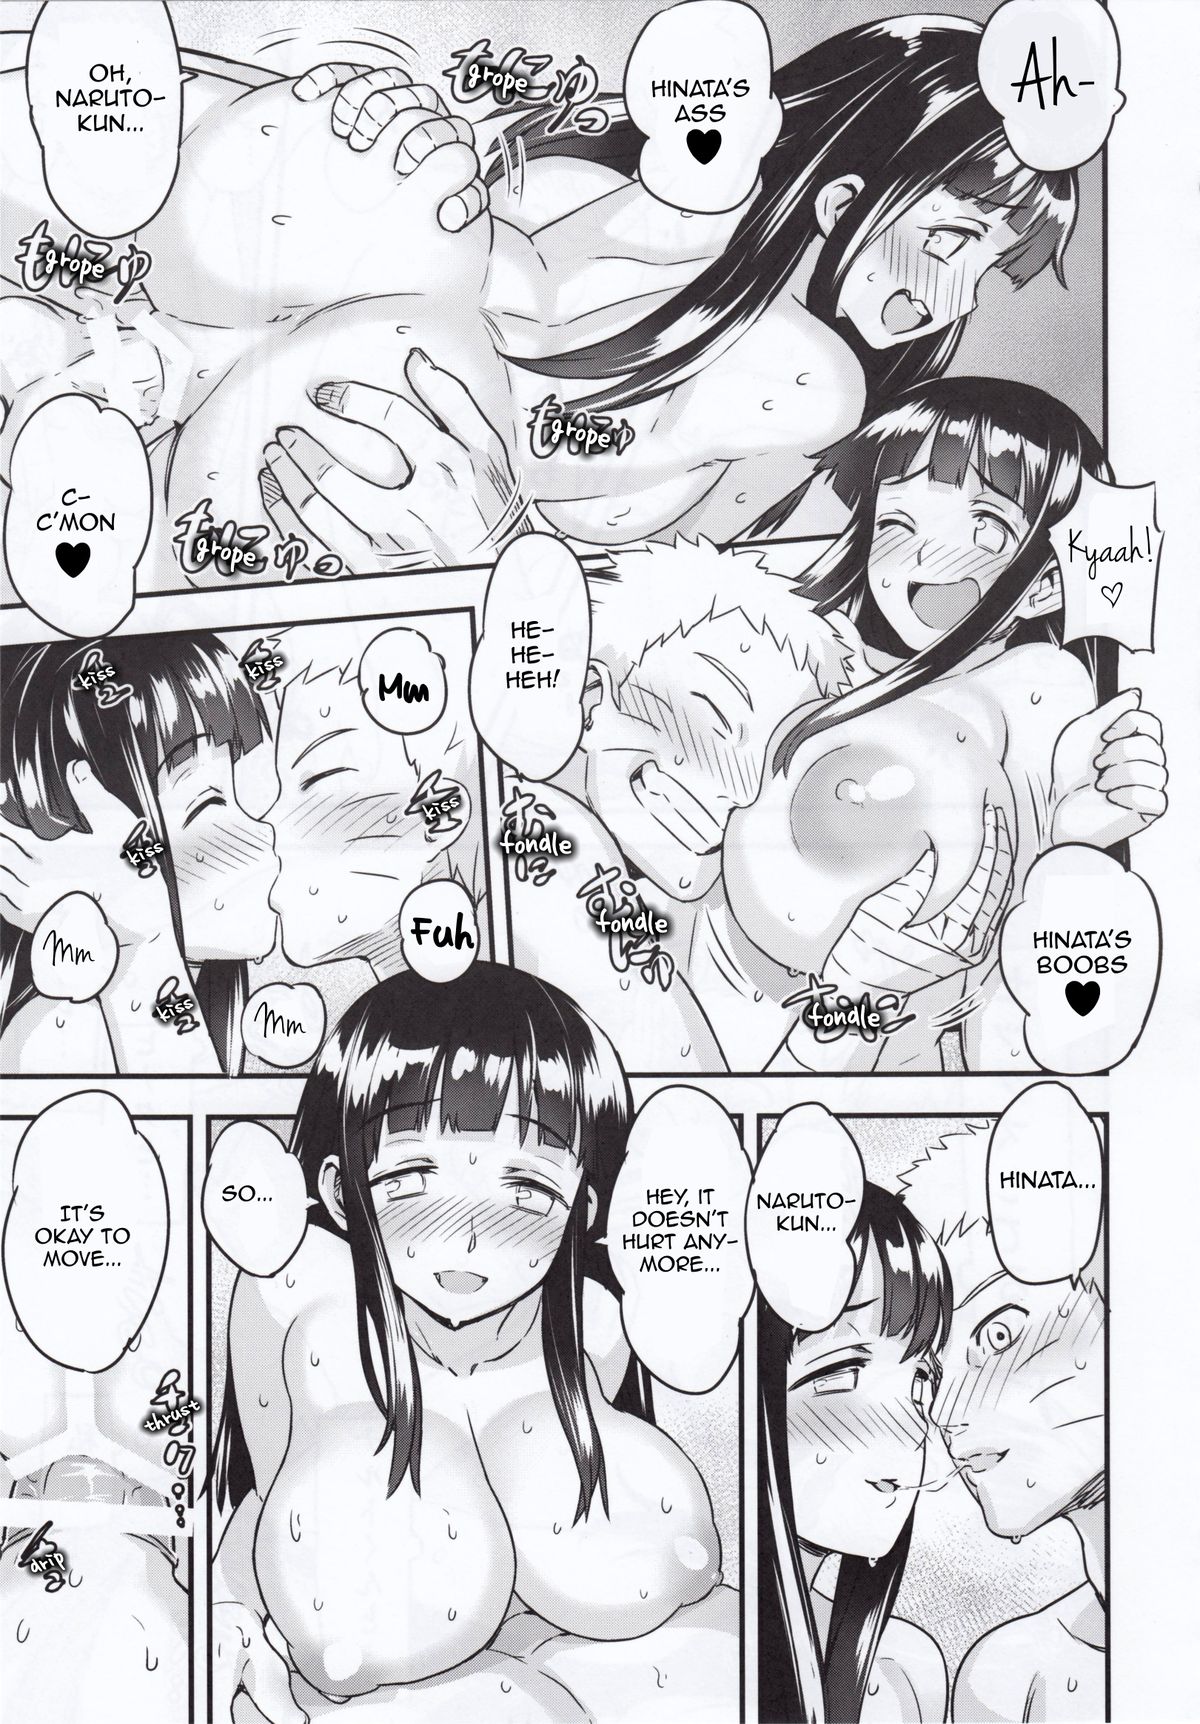 Ah-
HINATA'S
ASS
♥
OH,
NARUTO-
KUN...
grope
grope
grope
grope
C-
C'MON
♥
Kyaah!
♡
HE-
HE-
HEH!
HINATA'S
BOOBS
♥
fondle
fondle
fondle
Mm
kiss
kiss
kiss
kiss
kiss
Fuh
Mm
Mm
HINATA...
NARUTO-
KUN...
HEY, IT
DOESN'T
HURT ANY-
MORE...
SO...
IT'S
OKAY TO
MOVE...
thrust
drip